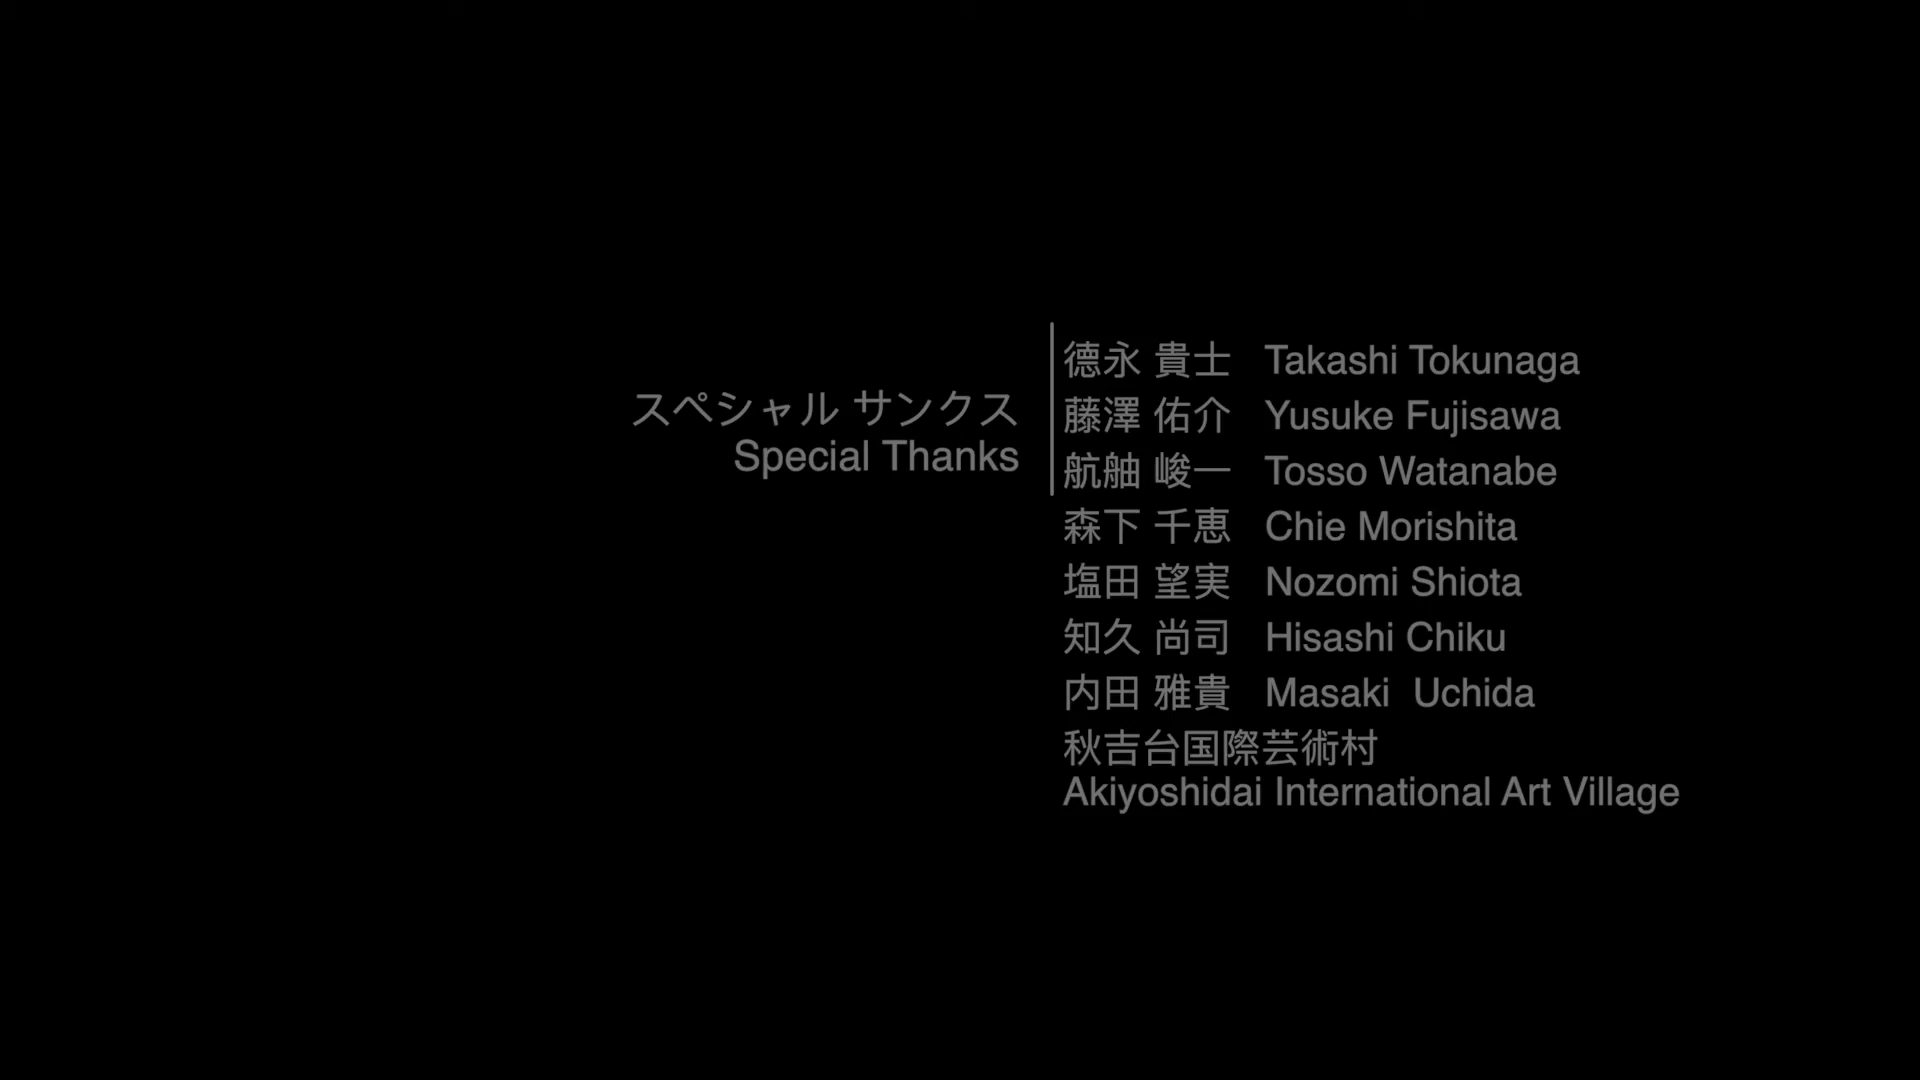 スペシャル サンクス
Special Thanks
德永 貴士 Takashi Tokunaga
藤澤 佑介 Yusuke Fujisawa
航舳 峻一 Tosso Watanabe
森下 千恵 Chie Morishita
塩田 望実 Nozomi Shiota
知久 尚司 Hisashi Chiku
内田 雅貴 Masaki Uchida
秋吉台国際芸術村
Akiyoshidai International Art Village